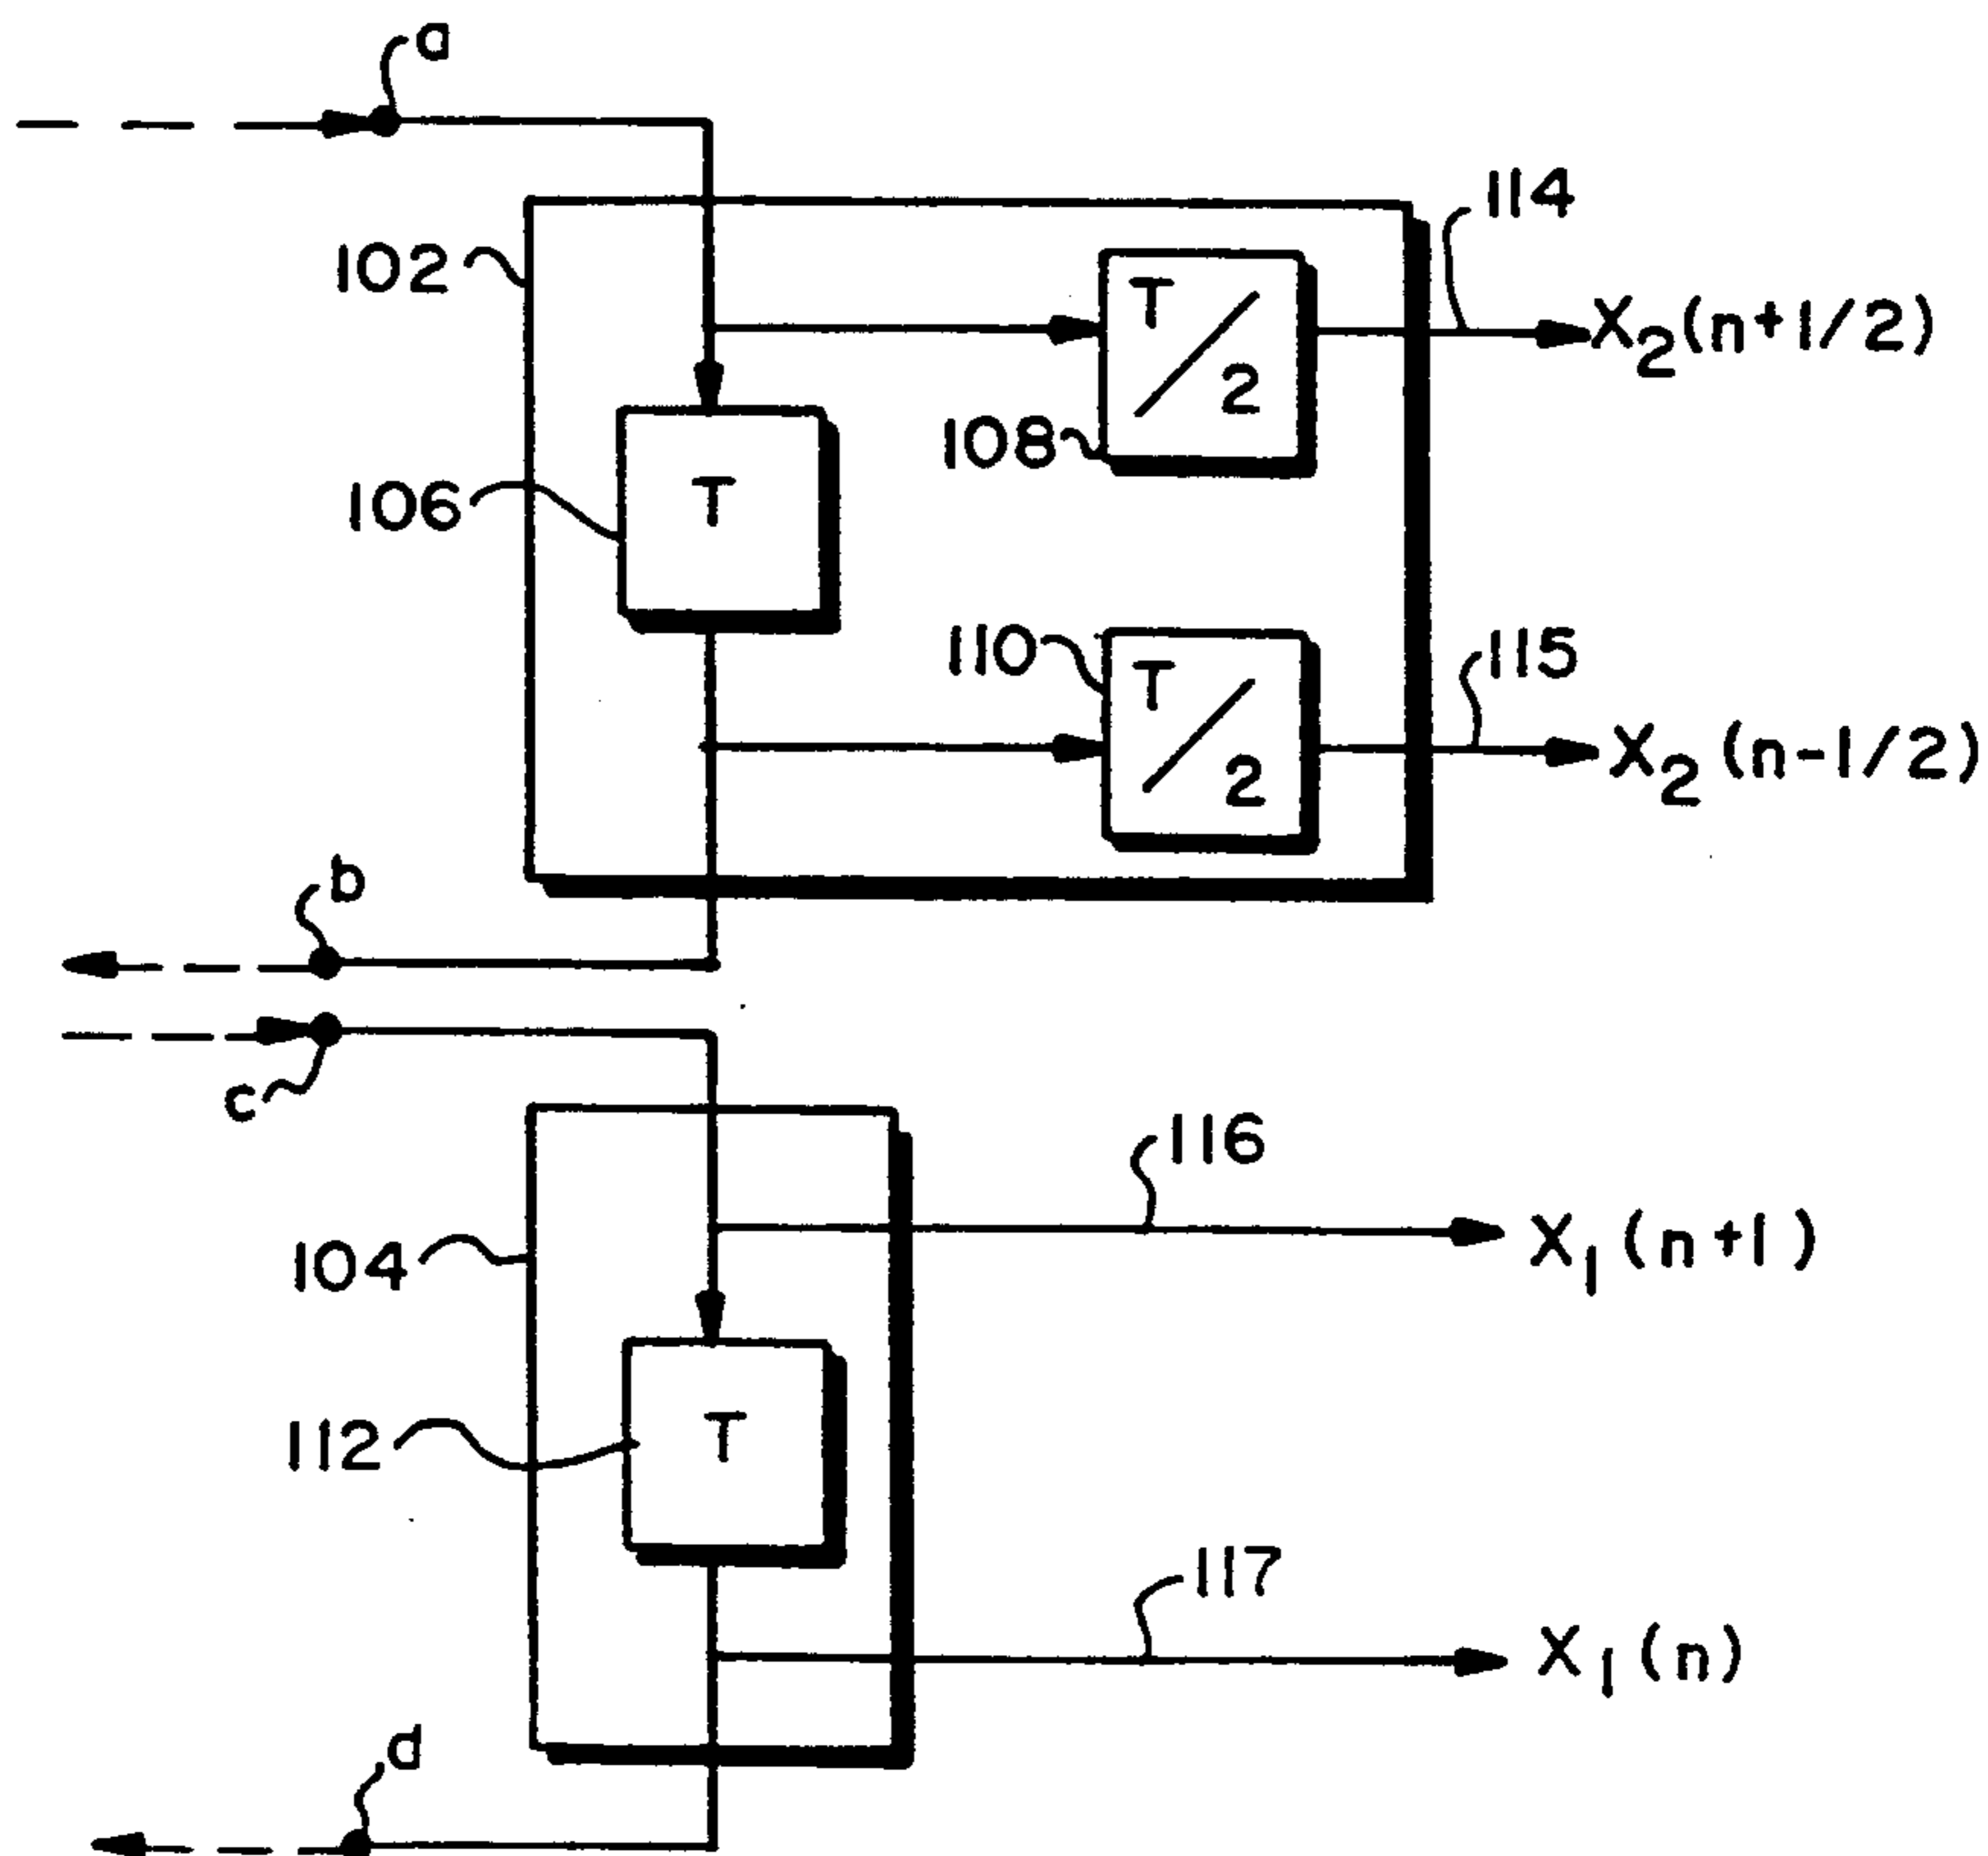 a
114
102
T/2
X2(n+1/2)
108
106
T
110
115
T/2
X2(n-1/2)
b
c
116
104
X1(n+1)
112
T
117
X1(n)
d